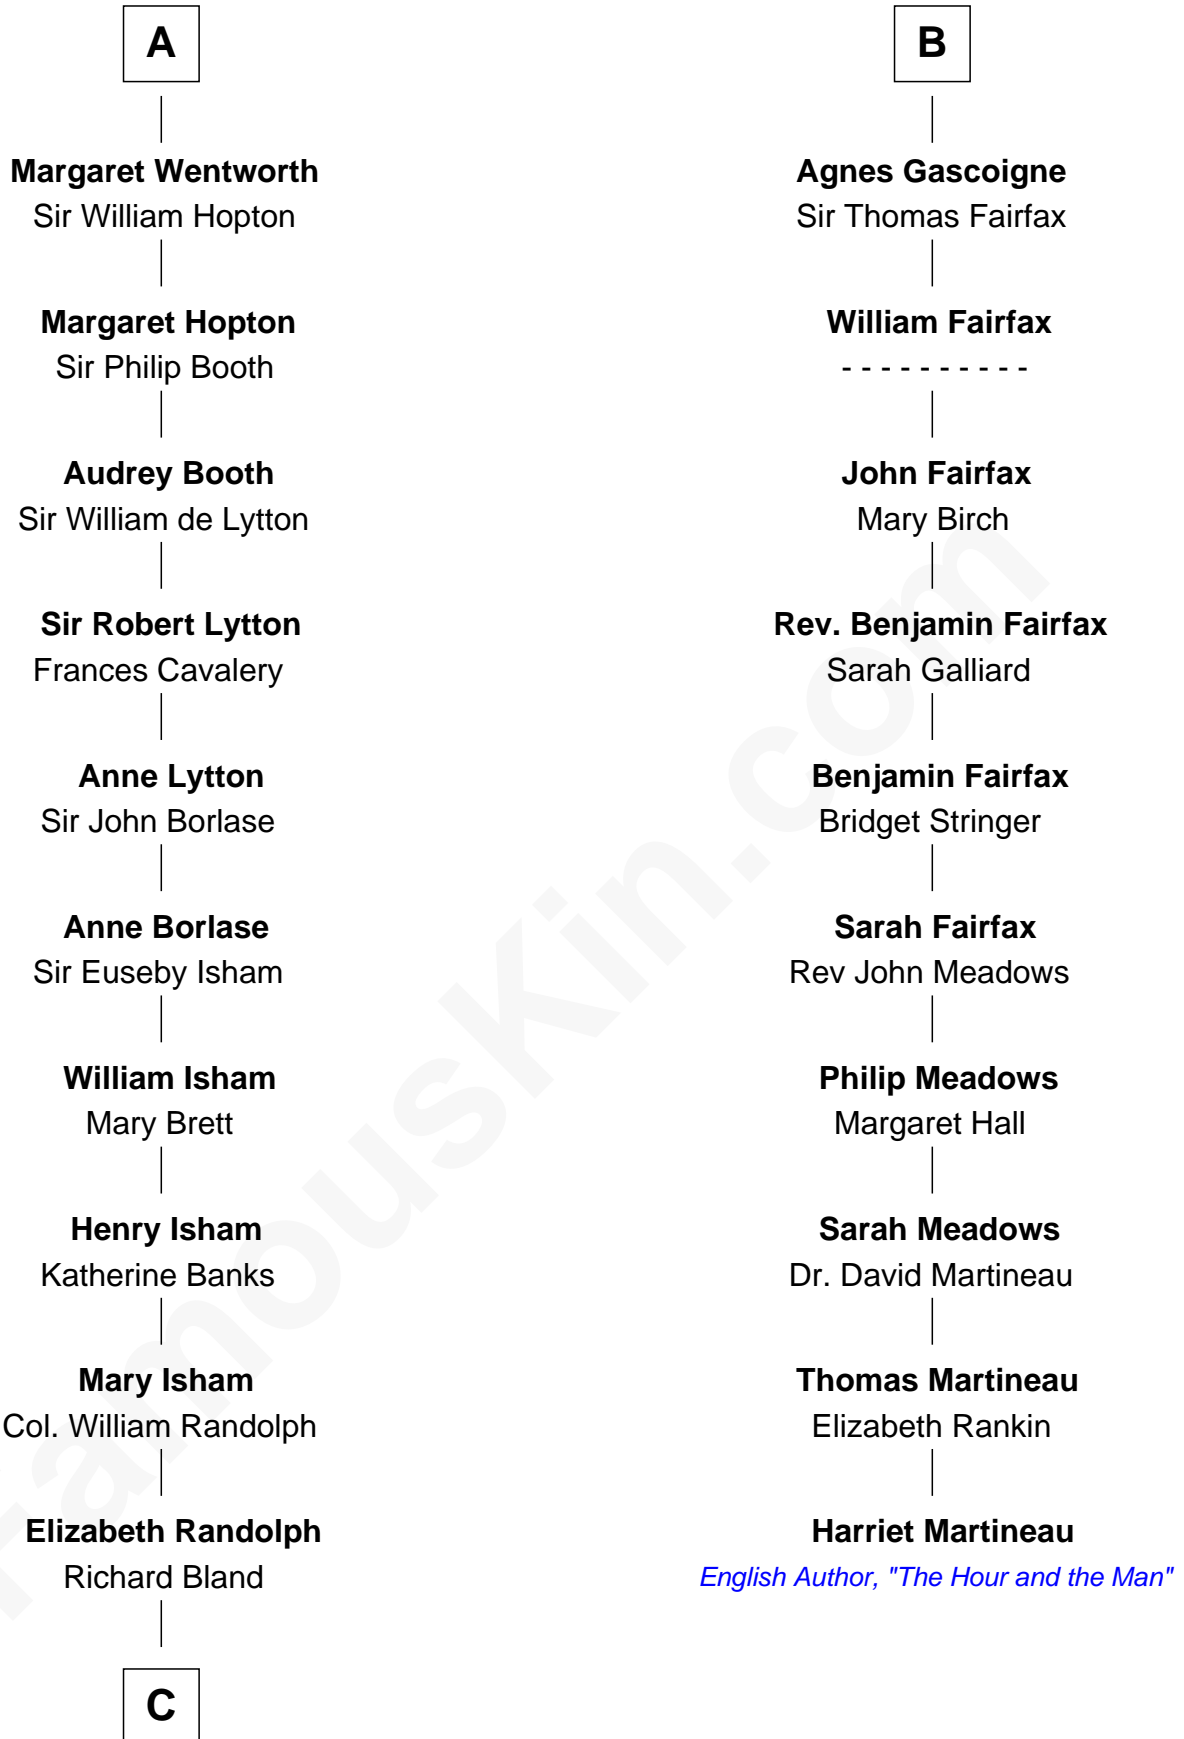 A
Margaret Wentworth
Sir William Hopton
Margaret Hopton
Sir Philip Booth
Audrey Booth
Sir William de Lytton
Sir Robert Lytton
Frances Cavalery
Anne Lytton
Sir John Borlase
Anne Borlase
Sir Euseby Isham
William Isham
Mary Brett
Henry Isham
Katherine Banks
Mary Isham
Col. William Randolph
Elizabeth Randolph
Richard Bland
C
B
Agnes Gascoigne
Sir Thomas Fairfax
William Fairfax
- - - - - - - - - -
John Fairfax
Mary Birch
Rev. Benjamin Fairfax
Sarah Galliard
Benjamin Fairfax
Bridget Stringer
Sarah Fairfax
Rev John Meadows
Philip Meadows
Margaret Hall
Sarah Meadows
Dr. David Martineau
Thomas Martineau
Elizabeth Rankin
Harriet Martineau
English Author, "The Hour and the Man"
FamousKin.com